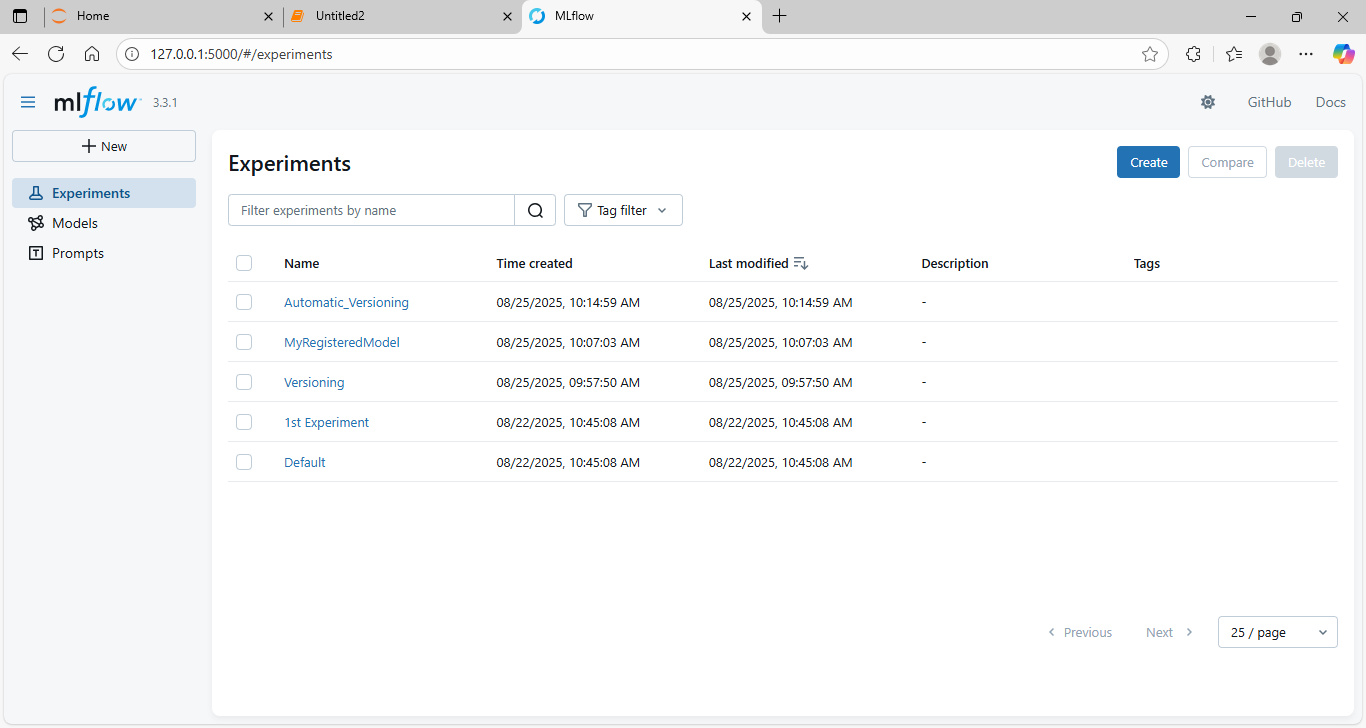 Home
Untitled2
MLflow
127.0.0.1:5000/#/experiments
mlflow 3.3.1
GitHub Docs
New
Experiments
Models
Prompts
Experiments
Create Compare Delete
Filter experiments by name
Tag filter
Name Time created Last modified Description Tags
Automatic_Versioning 08/25/2025, 10:14:59 AM 08/25/2025, 10:14:59 AM -
MyRegisteredModel 08/25/2025, 10:07:03 AM 08/25/2025, 10:07:03 AM -
Versioning 08/25/2025, 09:57:50 AM 08/25/2025, 09:57:50 AM -
1st Experiment 08/22/2025, 10:45:08 AM 08/22/2025, 10:45:08 AM -
Default 08/22/2025, 10:45:08 AM 08/22/2025, 10:45:08 AM -
Previous Next 25 / page